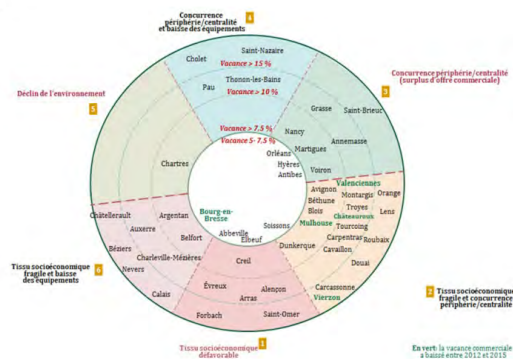 Concurrence
périphérie/centralité
et baisse des équipements
4
Saint-Nazaire
Cholet
Vacance > 15 %
Thonon-les-Bains
Pau
Vacance > 10 %
Concurrence périphérie/centralité
(surplus d'offre commerciale)
3
Déclin de l'environnement
5
Grasse
Saint-Brieuc
Vacance > 7.5 %
Vacance 5- 7.5 %
Nancy
Annemasse
Orléans
Martigues
Hyères
Voiron
Antibes
Chartres
Valenciennes
Avignon
Montargis
Orange
Béthune
Troyes
Lens
Blois
Châteauroux
Mulhouse
Tourcoing
Roubaix
Carpentras
Cavaillon
Dunkerque
Douai
Carcassonne
Vierzon
Bourg-en-
Bresse
Soissons
Abbeville
Elbeuf
Châtellerault
Argentan
Auxerre
Belfort
Béziers
Charleville-Mézières
Nevers
Calais
Tissu socioéconomique
fragile et baisse
des équipements
6
Creil
Évreux
Alençon
Arras
Forbach
Saint-Omer
1
Tissu socioéconomique
défavorable
2
Tissu socioéconomique
fragile et concurrence
périphérie/centralité
En vert: la vacance commerciale
a baissé entre 2012 et 2015